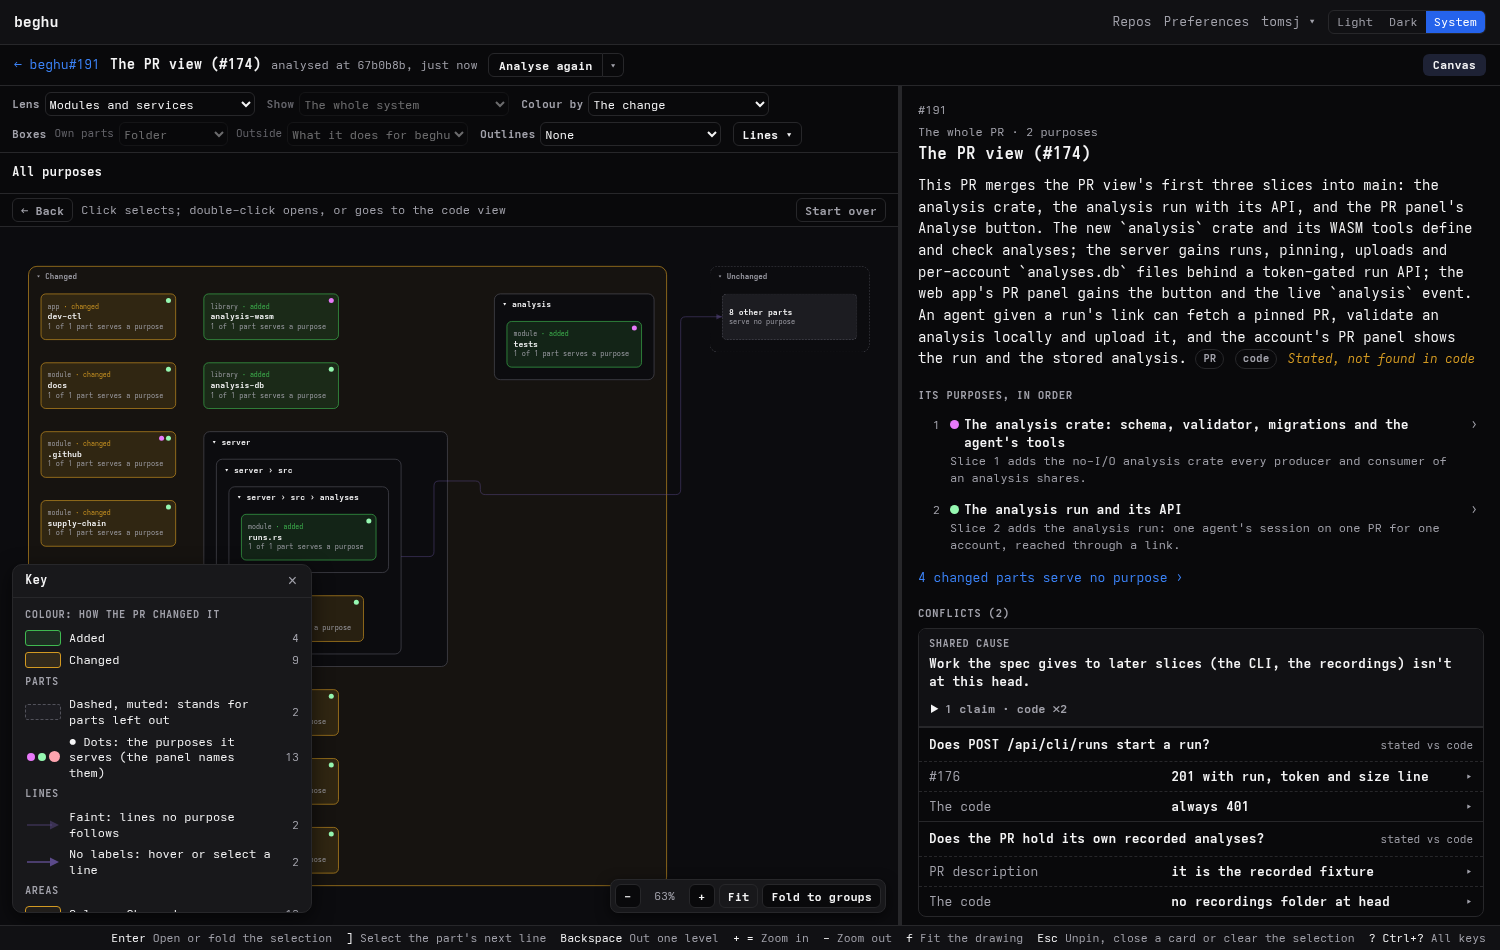 beghu
Repos Preferences tomsj ▾ Light Dark System
← beghu#191 The PR view (#174) analysed at 67b0b8b, just now Analyse again ▾ Canvas
Lens Modules and services Show The whole system Colour by The change
Boxes Own parts Folder Outside What it does for beghu Outlines None Lines ▾
All purposes
← Back Click selects; double-click opens, or goes to the code view Start over
Changed
app · changed
dev-ctl
1 of 1 part serves a purpose
library · added
analysis-wasm
1 of 1 part serves a purpose
▾ analysis
module · added
tests
1 of 1 part serves a purpose
Unchanged
8 other parts
serve no purpose
module · changed
docs
1 of 1 part serves a purpose
library · added
analysis-db
1 of 1 part serves a purpose
module · changed
.github
1 of 1 part serves a purpose
▾ server
▾ server › src
▾ server › src › analyses
module · added
runs.rs
1 of 1 part serves a purpose
module · changed
supply-chain
1 of 1 part serves a purpose
a purpose
Key ×
COLOUR: HOW THE PR CHANGED IT
Added 4
Changed 9
PARTS
Dashed, muted: stands for
parts left out 2
● Dots: the purposes it
serves (the panel names 13
them)
LINES
Faint: lines no purpose
follows 2
No labels: hover or select a
line 2
AREAS
− 63% + Fit Fold to groups
#191
The whole PR · 2 purposes
The PR view (#174)
This PR merges the PR view's first three slices into main: the
analysis crate, the analysis run with its API, and the PR panel's
Analyse button. The new `analysis` crate and its WASM tools define
and check analyses; the server gains runs, pinning, uploads and
per-account `analyses.db` files behind a token-gated run API; the
web app's PR panel gains the button and the live `analysis` event.
An agent given a run's link can fetch a pinned PR, validate an
analysis locally and upload it, and the account's PR panel shows
the run and the stored analysis. PR code Stated, not found in code
ITS PURPOSES, IN ORDER
1 The analysis crate: schema, validator, migrations and the ›
agent's tools
Slice 1 adds the no-I/O analysis crate every producer and consumer of
an analysis shares.
2 The analysis run and its API ›
Slice 2 adds the analysis run: one agent's session on one PR for one
account, reached through a link.
4 changed parts serve no purpose ›
CONFLICTS (2)
SHARED CAUSE
Work the spec gives to later slices (the CLI, the recordings) isn't
at this head.
▶ 1 claim · code ×2
Does POST /api/cli/runs start a run? stated vs code
#176 201 with run, token and size line ▸
The code always 401 ▸
Does the PR hold its own recorded analyses? stated vs code
PR description it is the recorded fixture ▸
The code no recordings folder at head ▸
Enter Open or fold the selection ] Select the part's next line Backspace Out one level + = Zoom in − Zoom out f Fit the drawing Esc Unpin, close a card or clear the selection ? Ctrl+? All keys